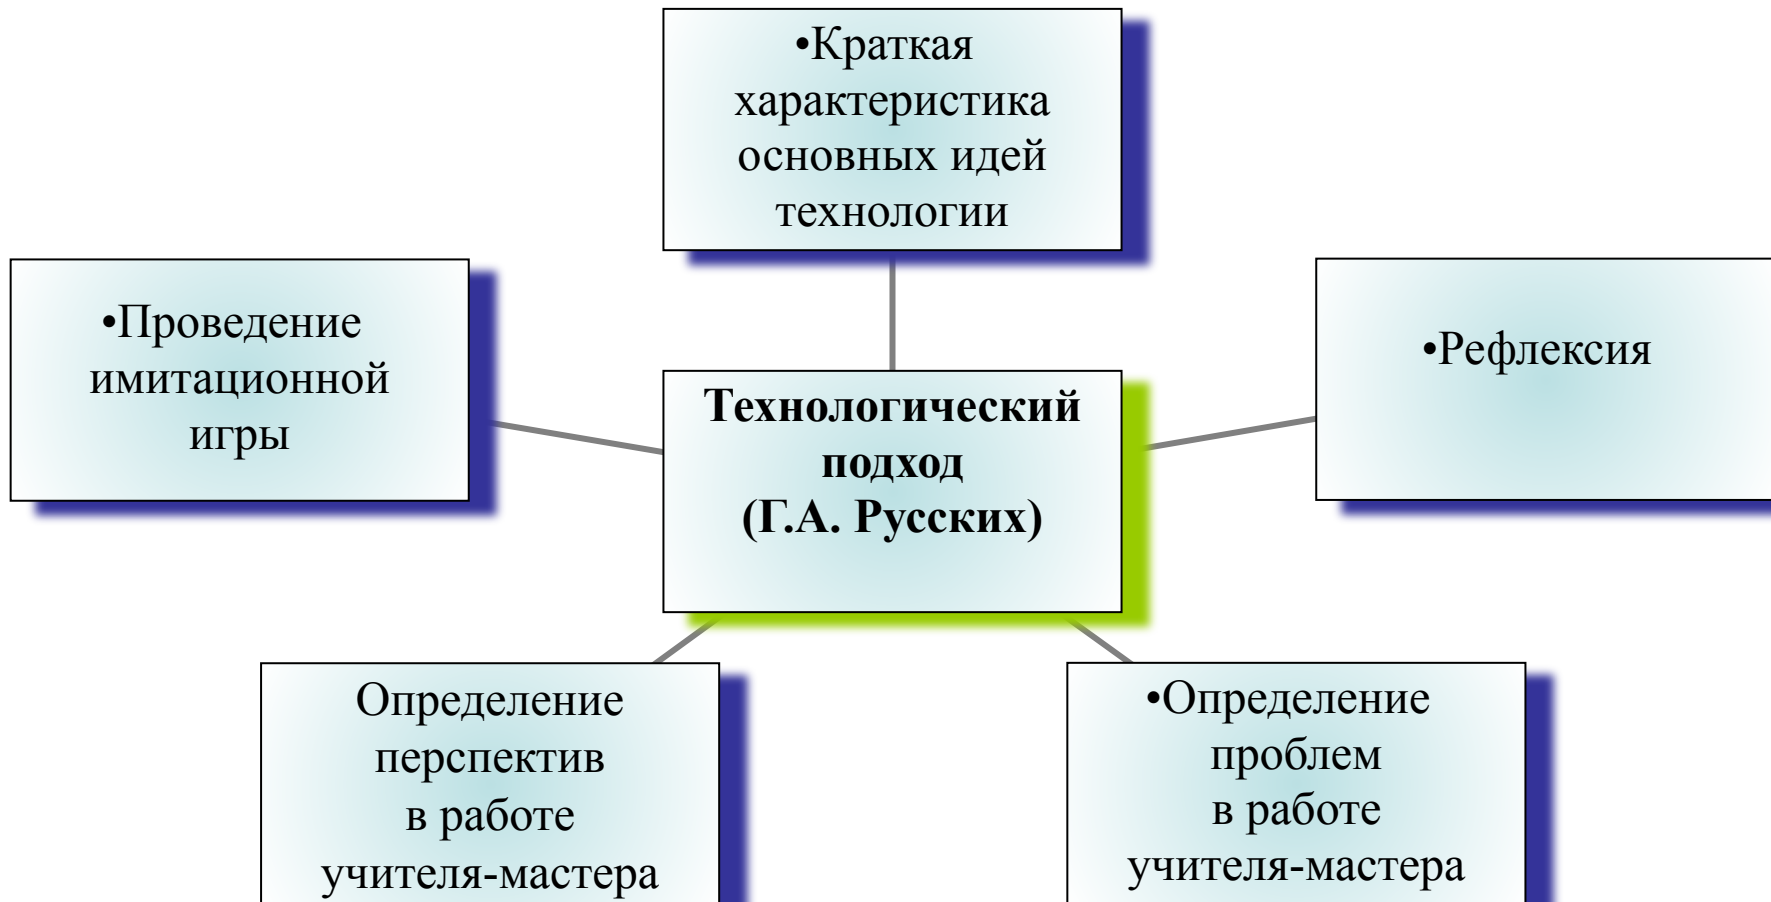 •Краткая
характеристика
основных идей
технологии
•Проведение
имитационной
игры
•Рефлексия
Технологический
подход
(Г.А. Русских)
Определение
перспектив
в работе
учителя-мастера
•Определение
проблем
в работе
учителя-мастера